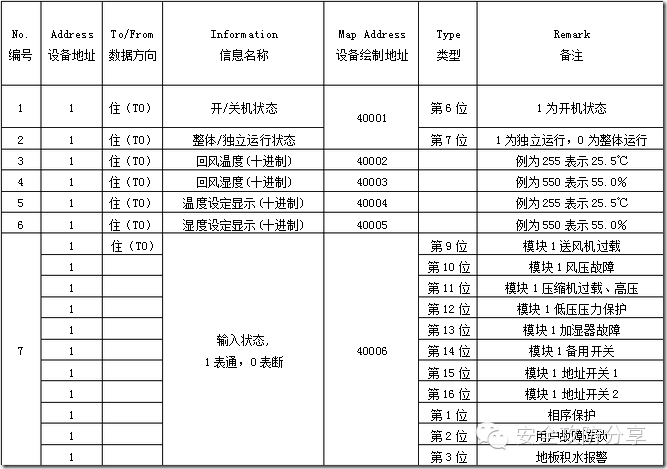 No. Address To/From Information Map Address Type Remark
编号 设备地址 数据方向 信息名称 设备绘制地址 类型 备注
1 1 住（TO） 开/关机状态 40001 第 6 位 1 为开机状态
2 1 住（TO） 整体/独立运行状态 第 7 位 1 为独立运行，0 为整体运行
3 1 住（TO） 回风温度(十进制) 40002 例为 255 表示 25.5℃
4 1 住（TO） 回风湿度(十进制) 40003 例为 550 表示 55.0%
5 1 住（TO） 温度设定显示(十进制) 40004 例为 255 表示 25.5℃
6 1 住（TO） 湿度设定显示(十进制) 40005 例为 550 表示 55.0%
7 1 住（TO） 输入状态, 1 表通，0 表断 40006 第 9 位 模块 1 送风机过载
1 第 10 位 模块 1 风压故障
1 第 11 位 模块 1 压缩机过载、高压
1 第 12 位 模块 1 低压压力保护
1 第 13 位 模块 1 加湿器故障
1 第 14 位 模块 1 备用开关
1 第 15 位 模块 1 地址开关 1
1 第 16 位 模块 1 地址开关 2
1 第 1 位 相序保护
1 第 2 位 用户故障连锁
1 第 3 位 地板积水报警
安全攻防分享